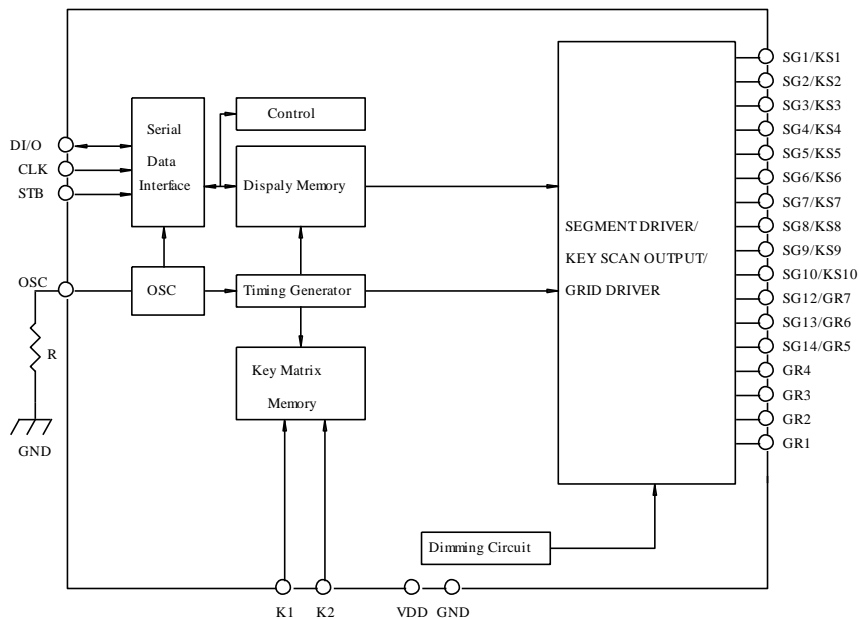 SG1/KS1
SG2/KS2
SG3/KS3
SG4/KS4
SG5/KS5
SG6/KS6
SG7/KS7
SG8/KS8
SG9/KS9
SG10/KS10
SG12/GR7
SG13/GR6
SG14/GR5
GR4
GR3
GR2
GR1
DI/O
CLK
STB
OSC
R
GND
Serial
Data
Interface
Control
Dispaly Memory
OSC
Timing Generator
Key Matrix
Memory
SEGMENT DRIVER/
KEY SCAN OUTPUT/
GRID DRIVER
Dimming Circuit
K1
K2
VDD
GND